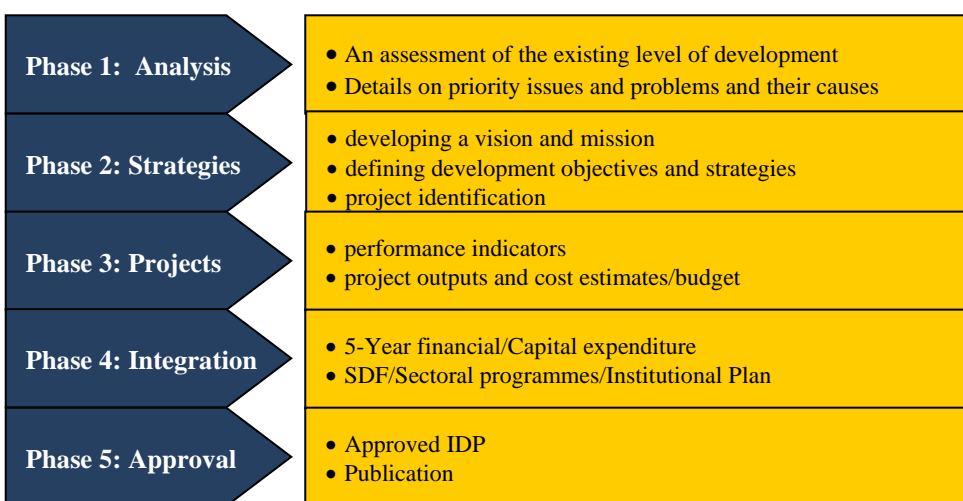 Phase 1: Analysis
• An assessment of the existing level of development
• Details on priority issues and problems and their causes
Phase 2: Strategies
• developing a vision and mission
• defining development objectives and strategies
• project identification
Phase 3: Projects
• performance indicators
• project outputs and cost estimates/budget
Phase 4: Integration
• 5-Year financial/Capital expenditure
• SDF/Sectoral programmes/Institutional Plan
Phase 5: Approval
• Approved IDP
• Publication